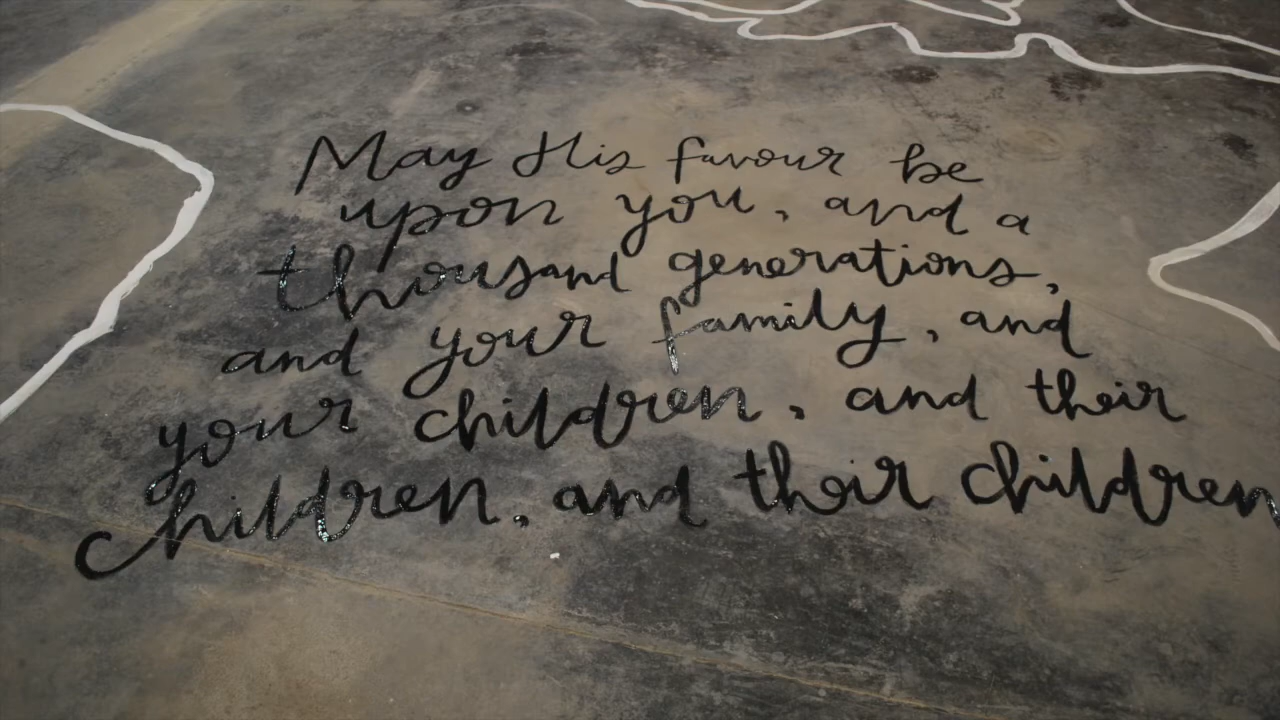 May His favour be
upon you, and a
thousand generations,
and your family, and
your children, and their
children, and their children